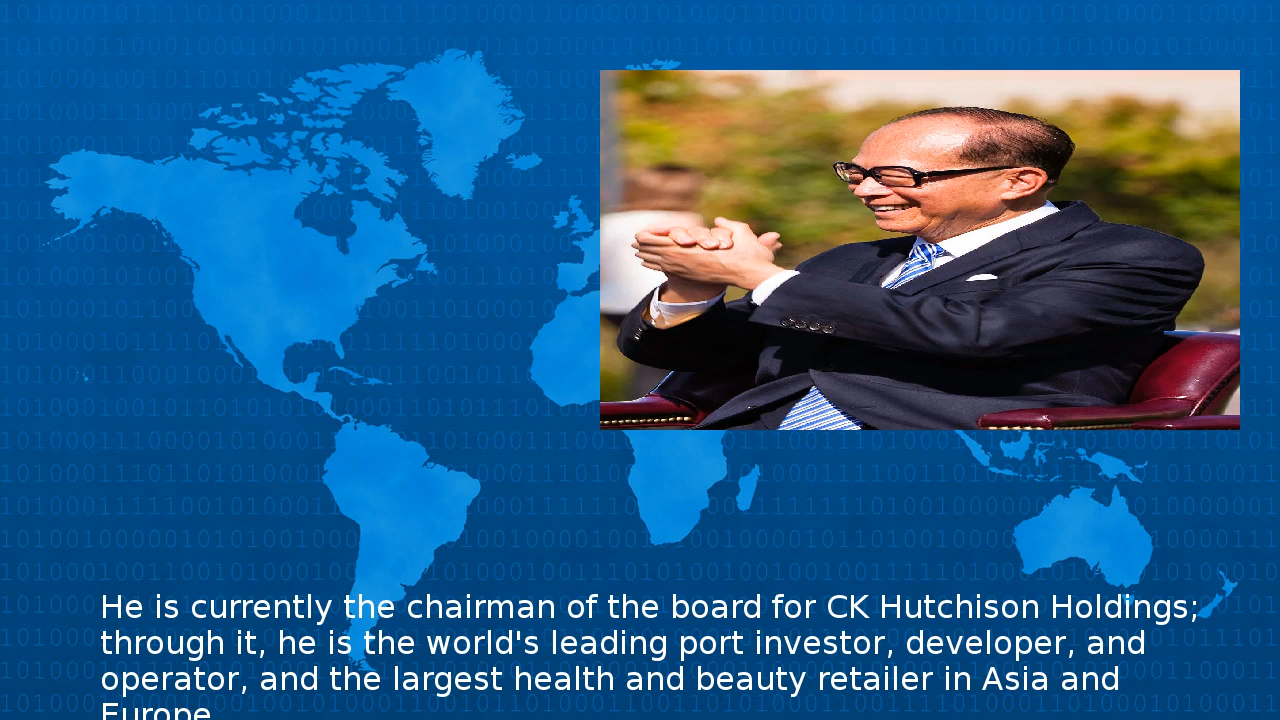 He is currently the chairman of the board for CK Hutchison Holdings;
through it, he is the world's leading port investor, developer, and
operator, and the largest health and beauty retailer in Asia and
Europe